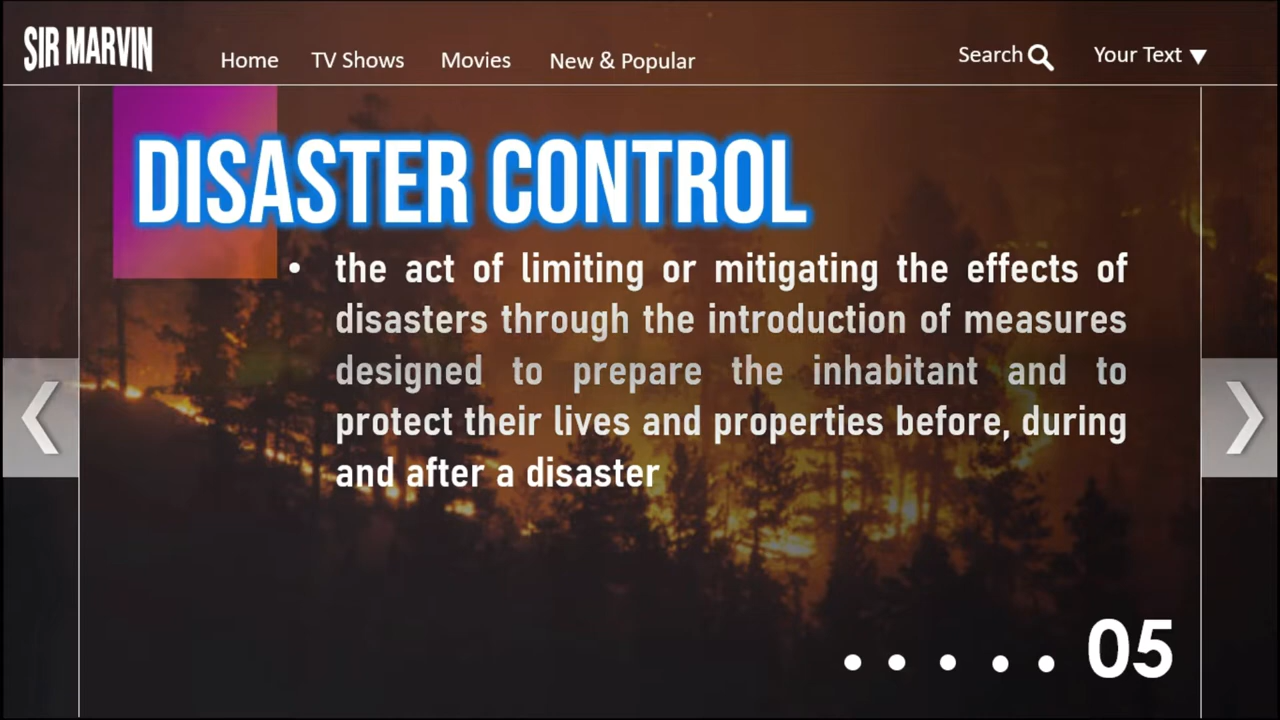 SIR MARVIN
Home TV Shows Movies New & Popular Search Your Text
DISASTER CONTROL
• the act of limiting or mitigating the effects of
disasters through the introduction of measures
designed to prepare the inhabitant and to
protect their lives and properties before, during
and after a disaster
05